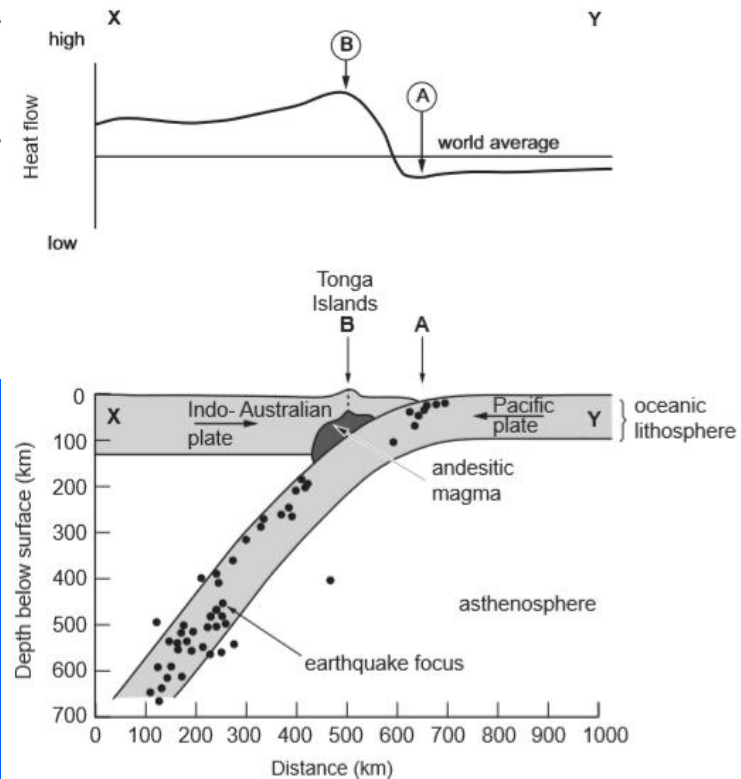 X
Y
high
B
A
Heat flow
world average
low
Tonga
Islands
B
A
0
100
200
300
400
500
600
700
Depth below surface (km)
X
Indo- Australian
plate
Pacific
plate
Y
oceanic
lithosphere
andesitic
magma
asthenosphere
earthquake focus
0 100 200 300 400 500 600 700 800 900 1000
Distance (km)